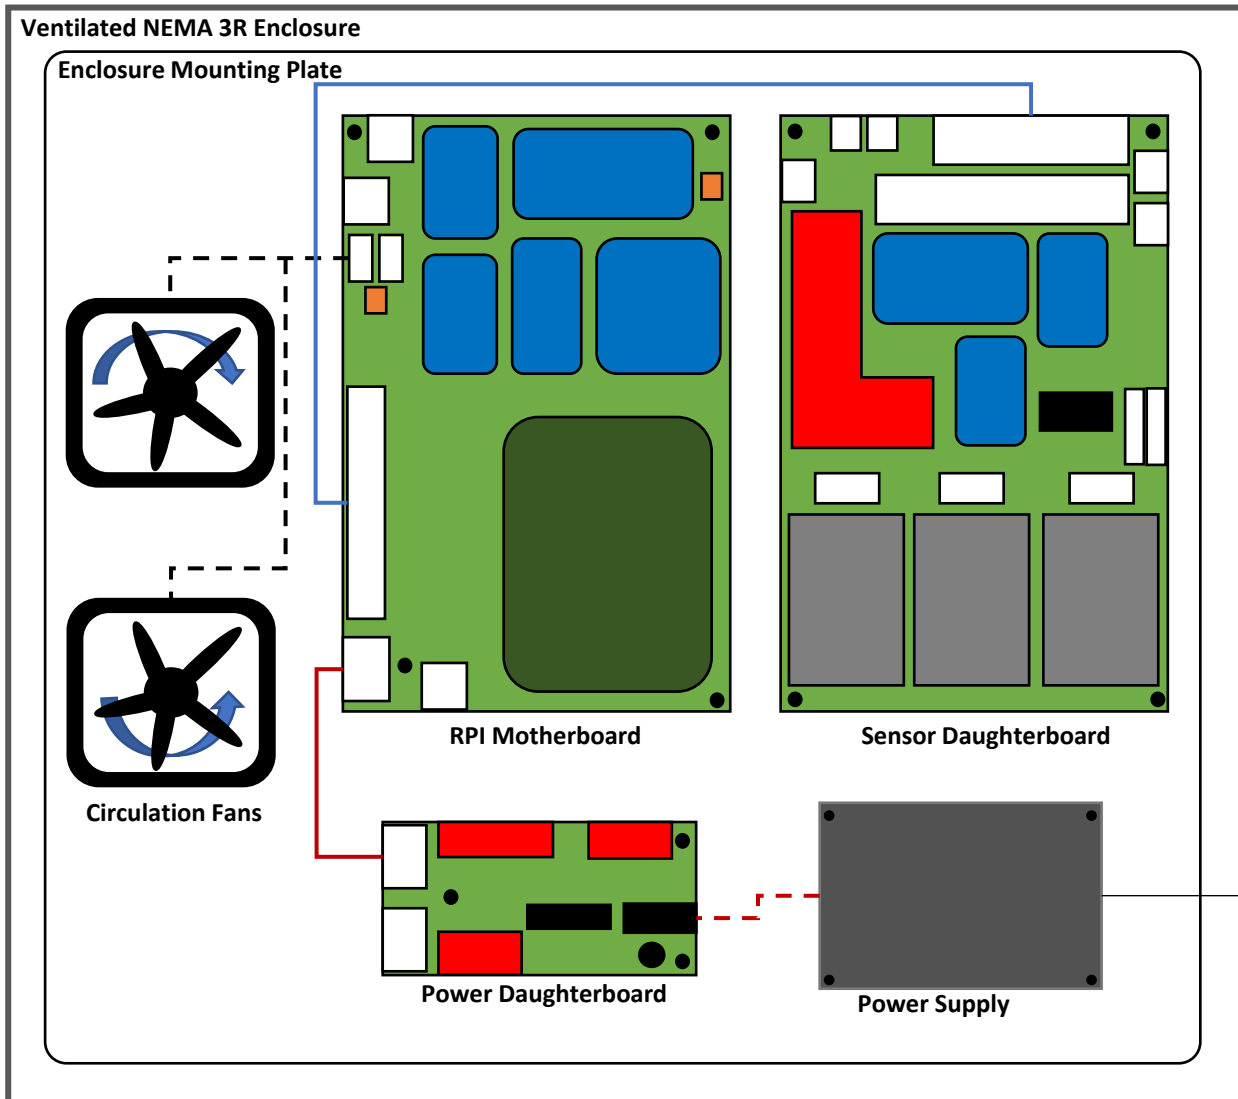 Ventilated NEMA 3R Enclosure
Enclosure Mounting Plate
RPI Motherboard
Sensor Daughterboard
Circulation Fans
Power Daughterboard
Power Supply